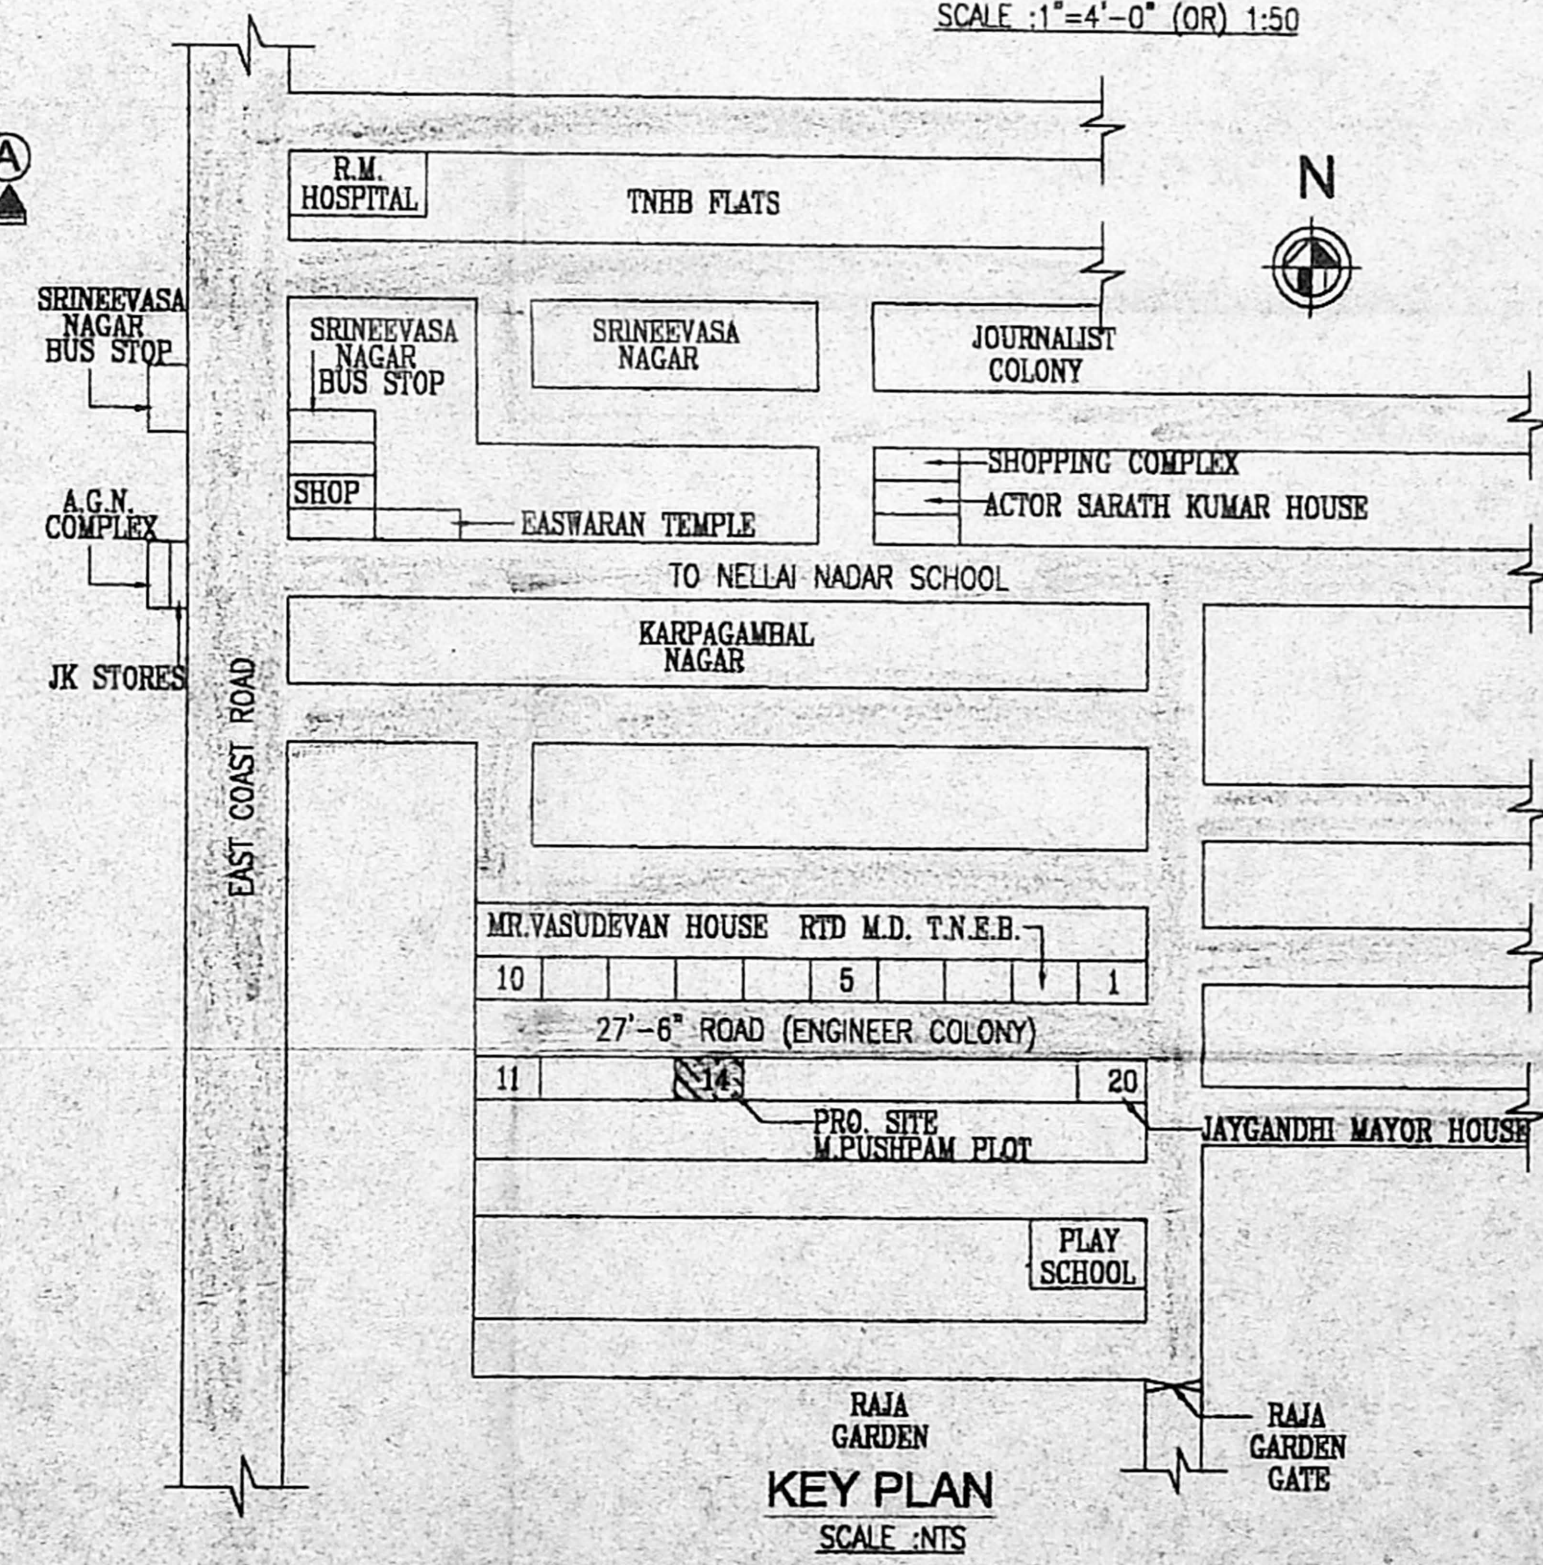 SCALE :1"=4'-0" (OR) 1:50
A
N
R.M.
HOSPITAL
TNHB FLATS
SRINEEVASA
NAGAR
BUS STOP
SRINEEVASA
NAGAR
BUS STOP
SRINEEVASA
NAGAR
JOURNALIST
COLONY
SHOPPING COMPLEX
ACTOR SARATH KUMAR HOUSE
SHOP
A.G.N.
COMPLEX
EASWARAN TEMPLE
TO NELLAI NADAR SCHOOL
KARPAGAMBAL
NAGAR
JK STORES
EAST COAST ROAD
MR.VASUDEVAN HOUSE RTD M.D. T.N.E.B.
10 5 1
27'-6" ROAD (ENGINEER COLONY)
11 14 20
PRO. SITE
M.PUSHPAM PLOT
JAYGANDHI MAYOR HOUSE
PLAY
SCHOOL
RAJA
GARDEN
RAJA
GARDEN
GATE
KEY PLAN
SCALE :NTS